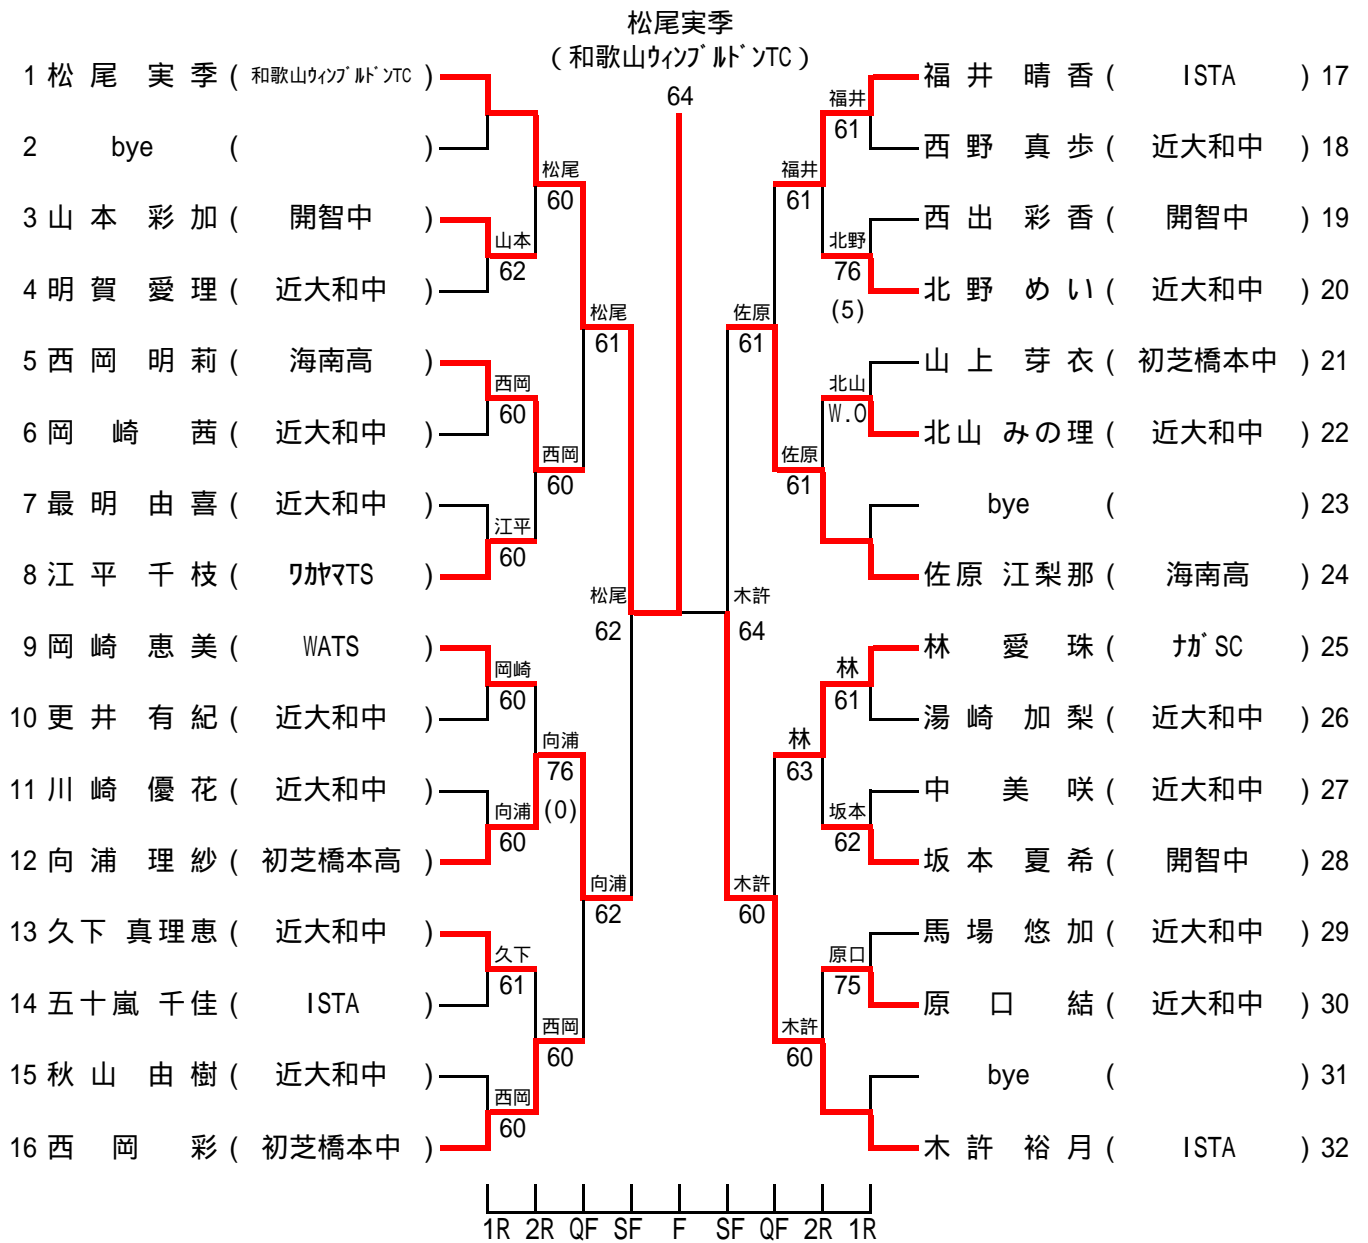 松尾実季
(和歌山ｳｨﾝﾌﾞﾙﾄﾞﾝTC)
64
1 松尾 実季 ( 和歌山ｳｨﾝﾌﾞﾙﾄﾞﾝTC )
2 bye ( )
3 山本 彩加 ( 開智中 )
4 明賀 愛理 ( 近大和中 )
5 西岡 明莉 ( 海南高 )
6 岡崎 茜 ( 近大和中 )
7 最明 由喜 ( 近大和中 )
8 江平 千枝 ( ﾜｶﾔﾏTS )
9 岡崎 恵美 ( WATS )
10 更井 有紀 ( 近大和中 )
11 川崎 優花 ( 近大和中 )
12 向浦 理紗 ( 初芝橋本高 )
13 久下 真理恵 ( 近大和中 )
14 五十嵐 千佳 ( ISTA )
15 秋山 由樹 ( 近大和中 )
16 西岡 彩 ( 初芝橋本中 )
山本
62
西岡
60
江平
60
岡崎
60
向浦
60
久下
61
西岡
60
松尾
60
西岡
60
向浦
76
(0)
西岡
60
松尾
61
向浦
62
松尾
62
木許
64
佐原
61
木許
60
福井
61
佐原
61
林
63
木許
60
福井
61
北野
76
(5)
北山
W.O
林
61
坂本
62
原口
75
福井 晴香 ( ISTA ) 17
西野 真歩 ( 近大和中 ) 18
西出 彩香 ( 開智中 ) 19
北野 めい ( 近大和中 ) 20
山上 芽衣 ( 初芝橋本中 ) 21
北山 みの理 ( 近大和中 ) 22
bye ( ) 23
佐原 江梨那 ( 海南高 ) 24
林 愛珠 ( ﾅｶﾞSC ) 25
湯崎 加梨 ( 近大和中 ) 26
中 美咲 ( 近大和中 ) 27
坂本 夏希 ( 開智中 ) 28
馬場 悠加 ( 近大和中 ) 29
原口 結 ( 近大和中 ) 30
bye ( ) 31
木許 裕月 ( ISTA ) 32
1R 2R QF SF F SF QF 2R 1R